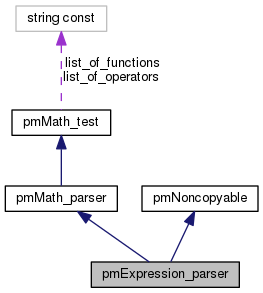 string const
list_of_functions
list_of_operators
pmMath_test
pmMath_parser
pmNoncopyable
pmExpression_parser